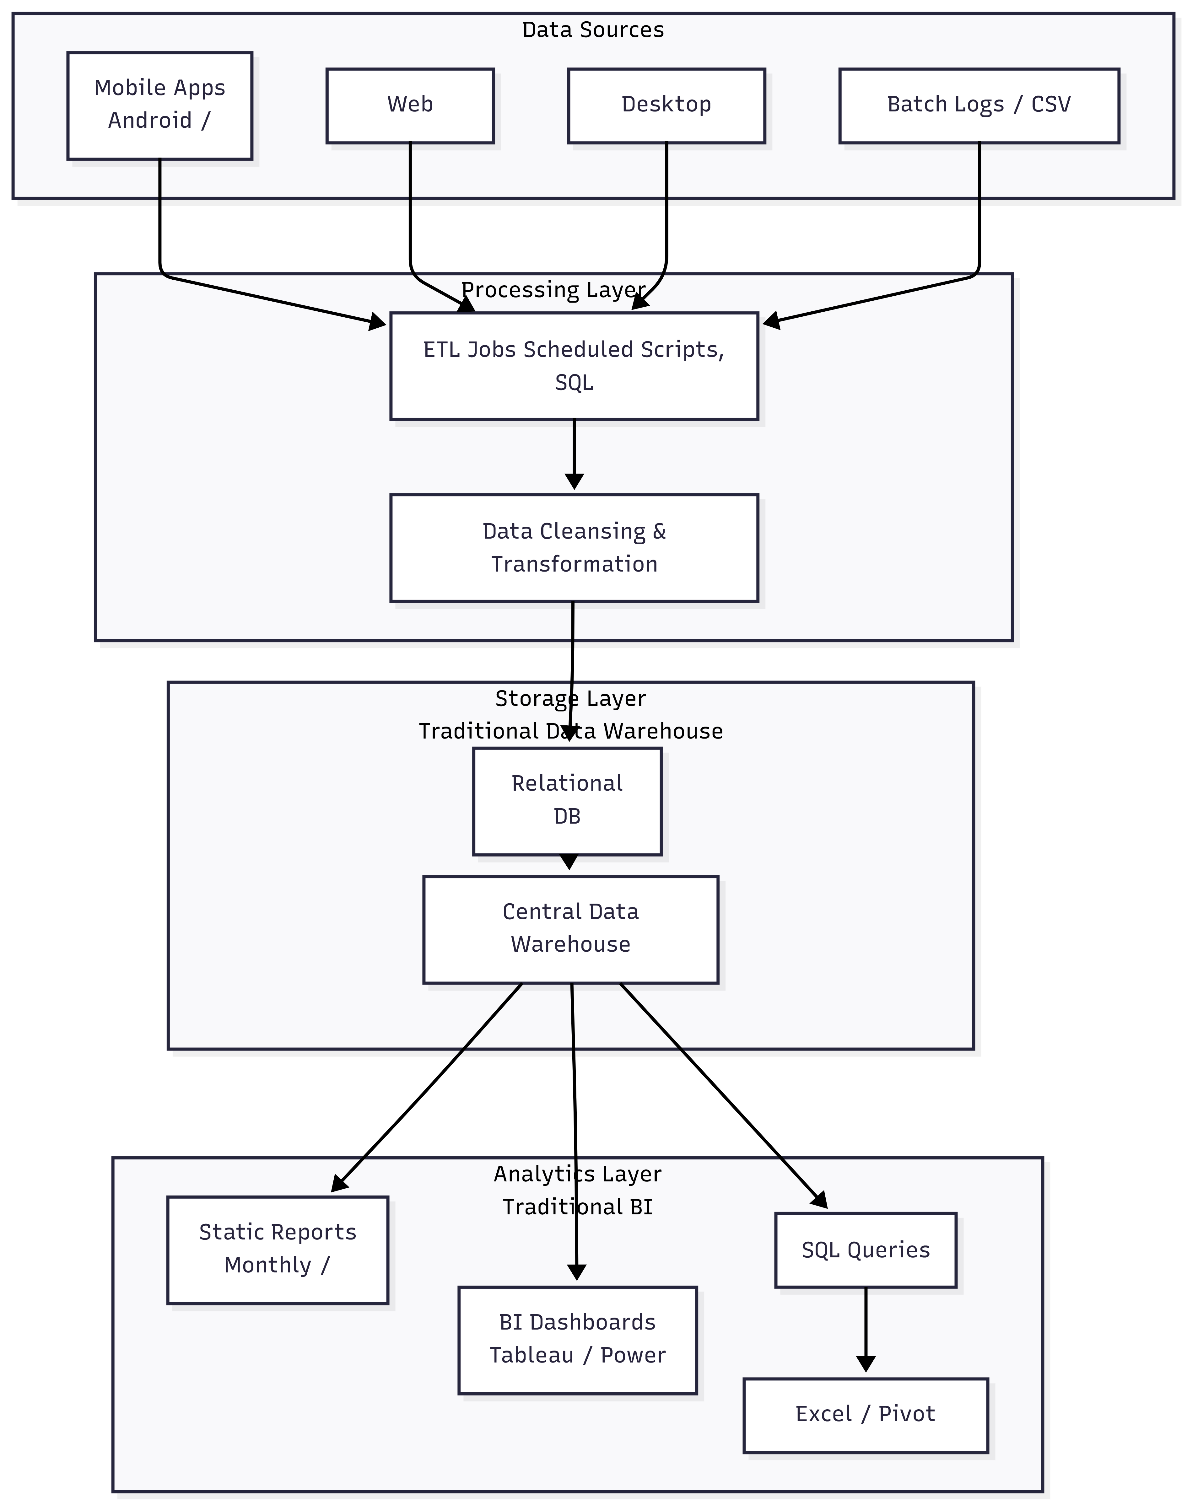 Data Sources
Mobile Apps
Android /
Web
Desktop
Batch Logs / CSV
Processing Layer
ETL Jobs Scheduled Scripts,
SQL
Data Cleansing &
Transformation
Storage Layer
Traditional Data Warehouse
Relational
DB
Central Data
Warehouse
Analytics Layer
Traditional BI
Static Reports
Monthly /
SQL Queries
BI Dashboards
Tableau / Power
Excel / Pivot